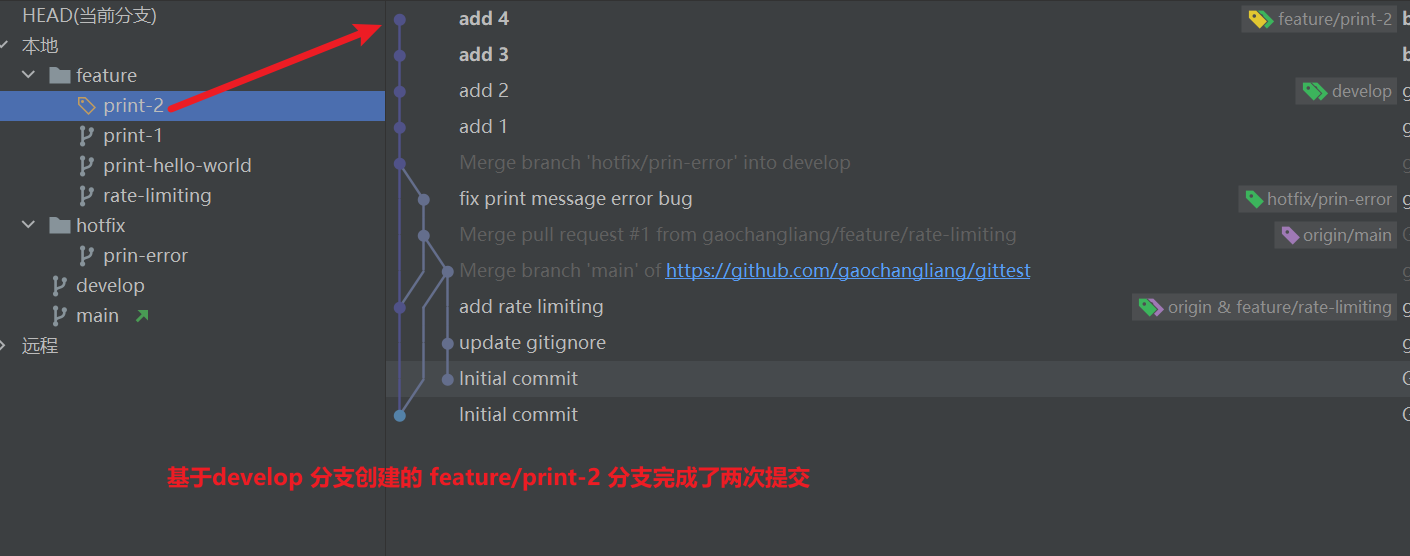 HEAD(当前分支)
本地
feature
print-2
print-1
print-hello-world
rate-limiting
hotfix
prin-error
develop
main
远程
add 4 feature/print-2 b
add 3 b
add 2 develop g
add 1 g
Merge branch 'hotfix/prin-error' into develop g
fix print message error bug hotfix/prin-error g
Merge pull request #1 from gaochangliang/feature/rate-limiting origin/main G
Merge branch 'main' of https://github.com/gaochangliang/gittest g
add rate limiting origin & feature/rate-limiting g
update gitignore g
Initial commit G
Initial commit G
基于develop 分支创建的 feature/print-2 分支完成了两次提交